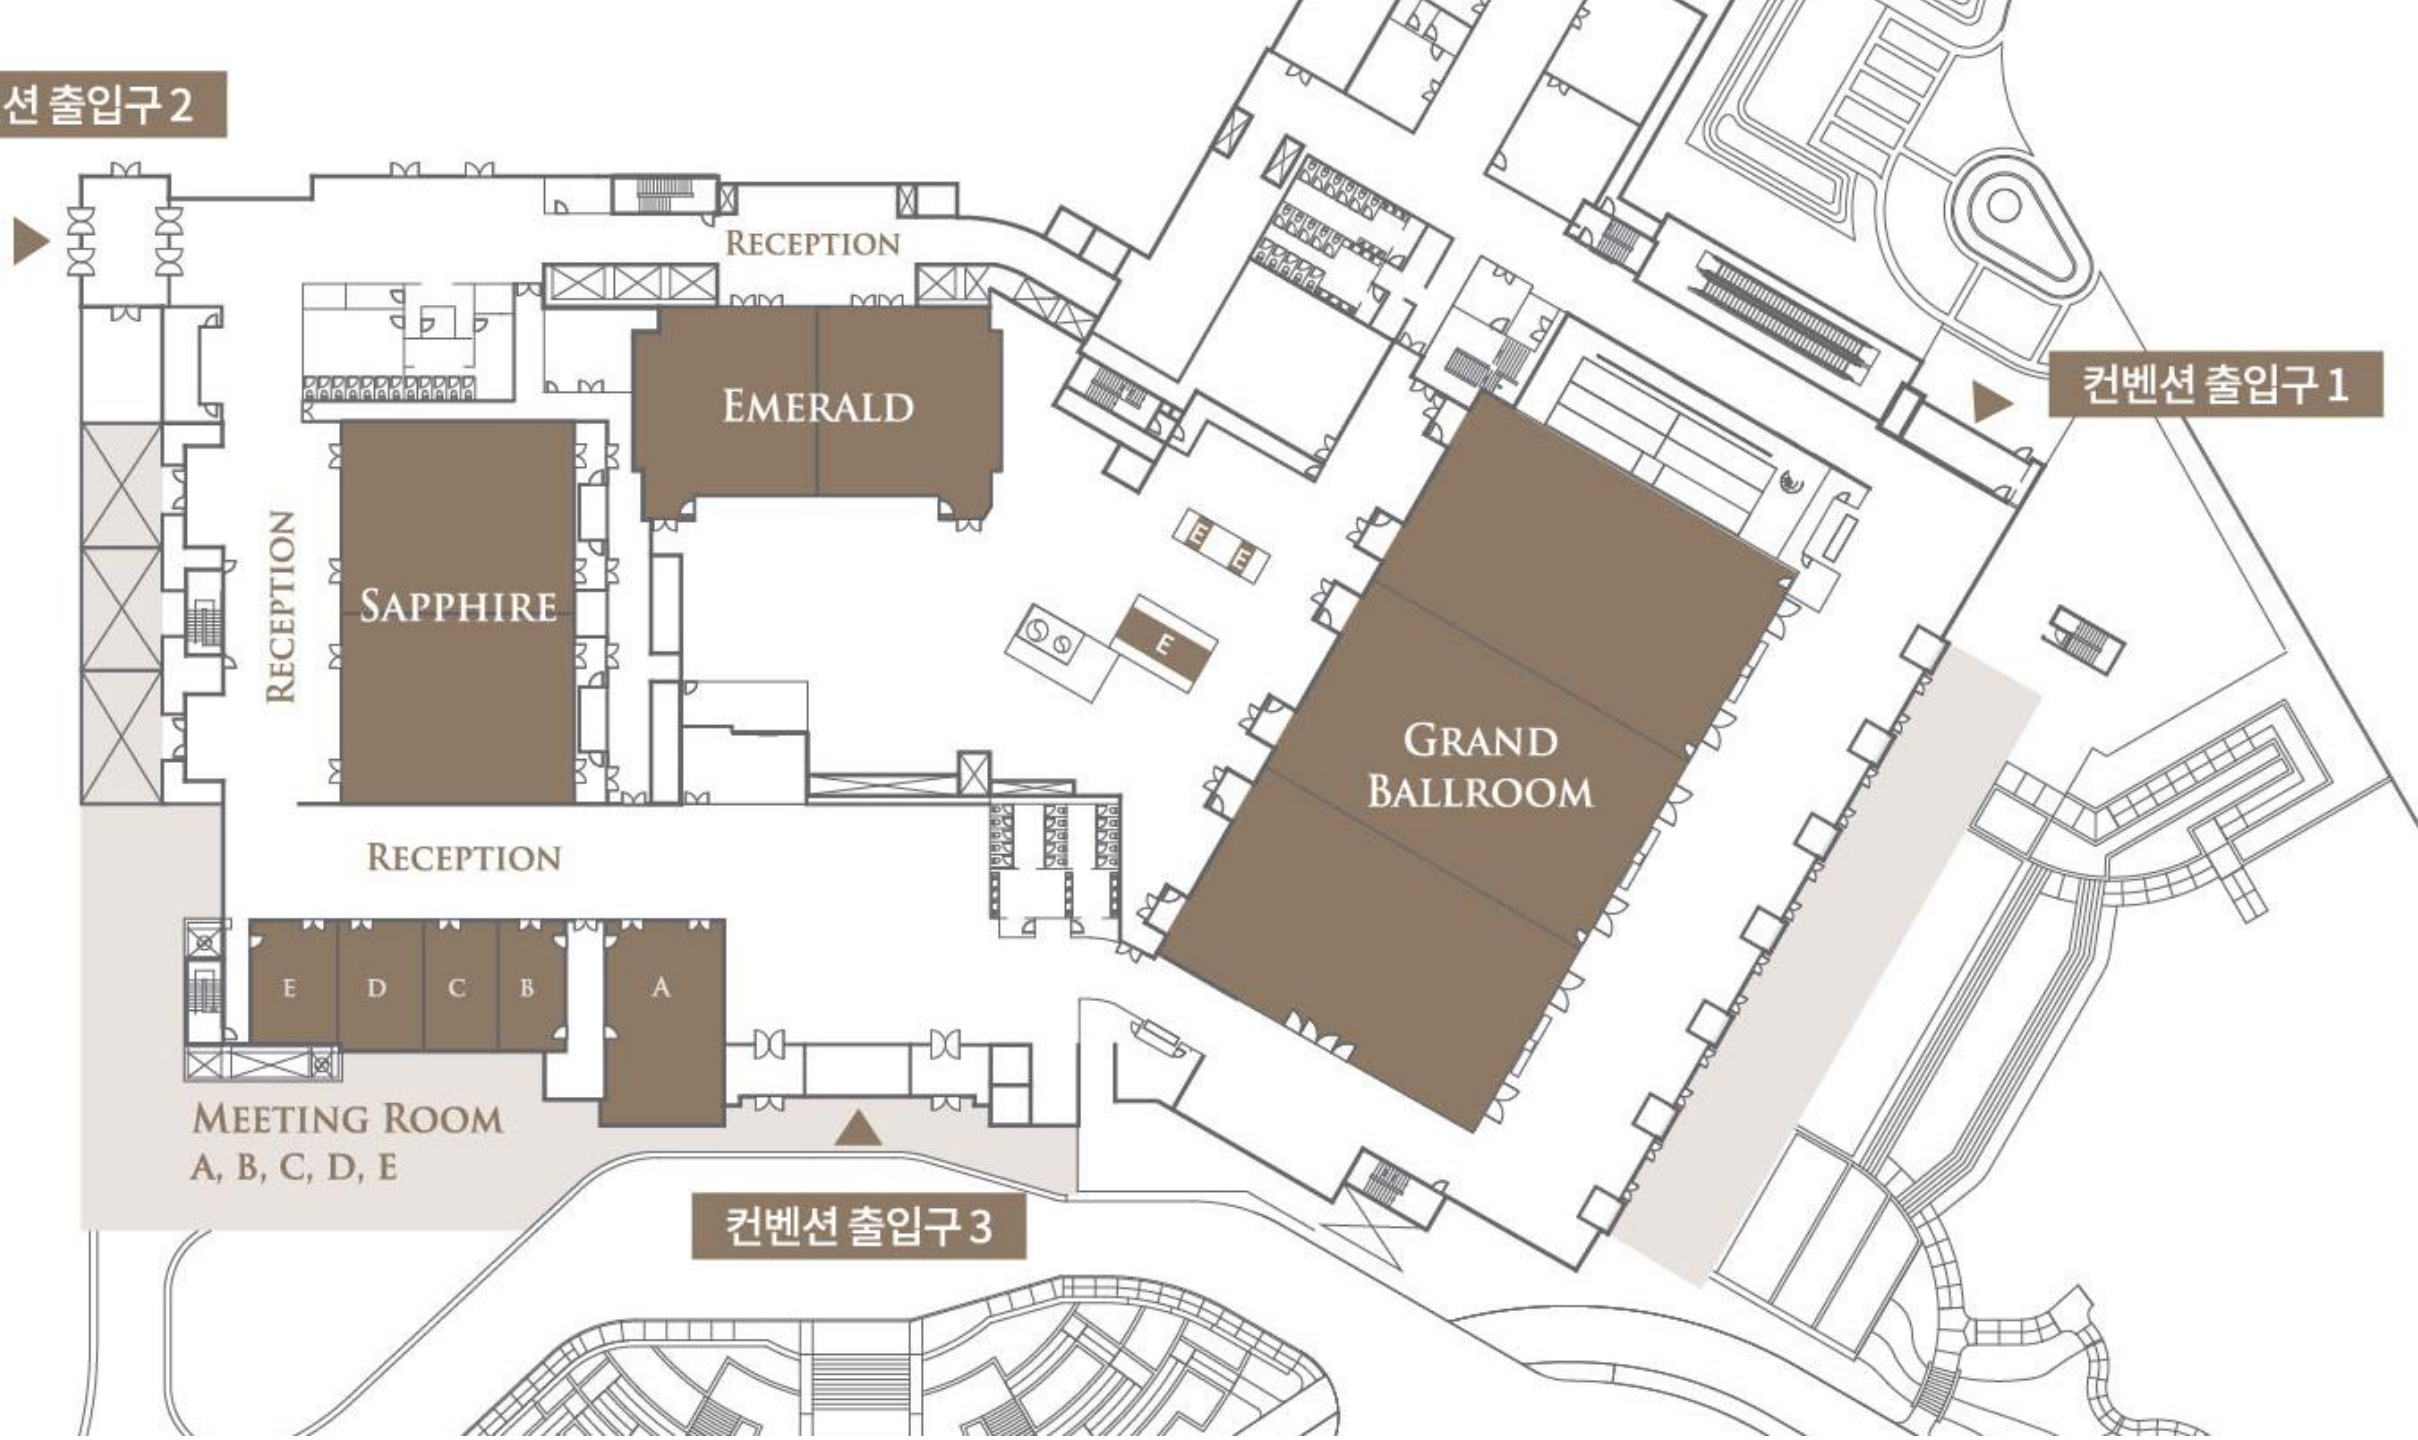 션 출입구 2
RECEPTION
컨벤션 출입구 1
EMERALD
E
E
E
RECEPTION
SAPPHIRE
GRAND
BALLROOM
RECEPTION
E
D
C
B
A
MEETING ROOM
A, B, C, D, E
컨벤션 출입구 3